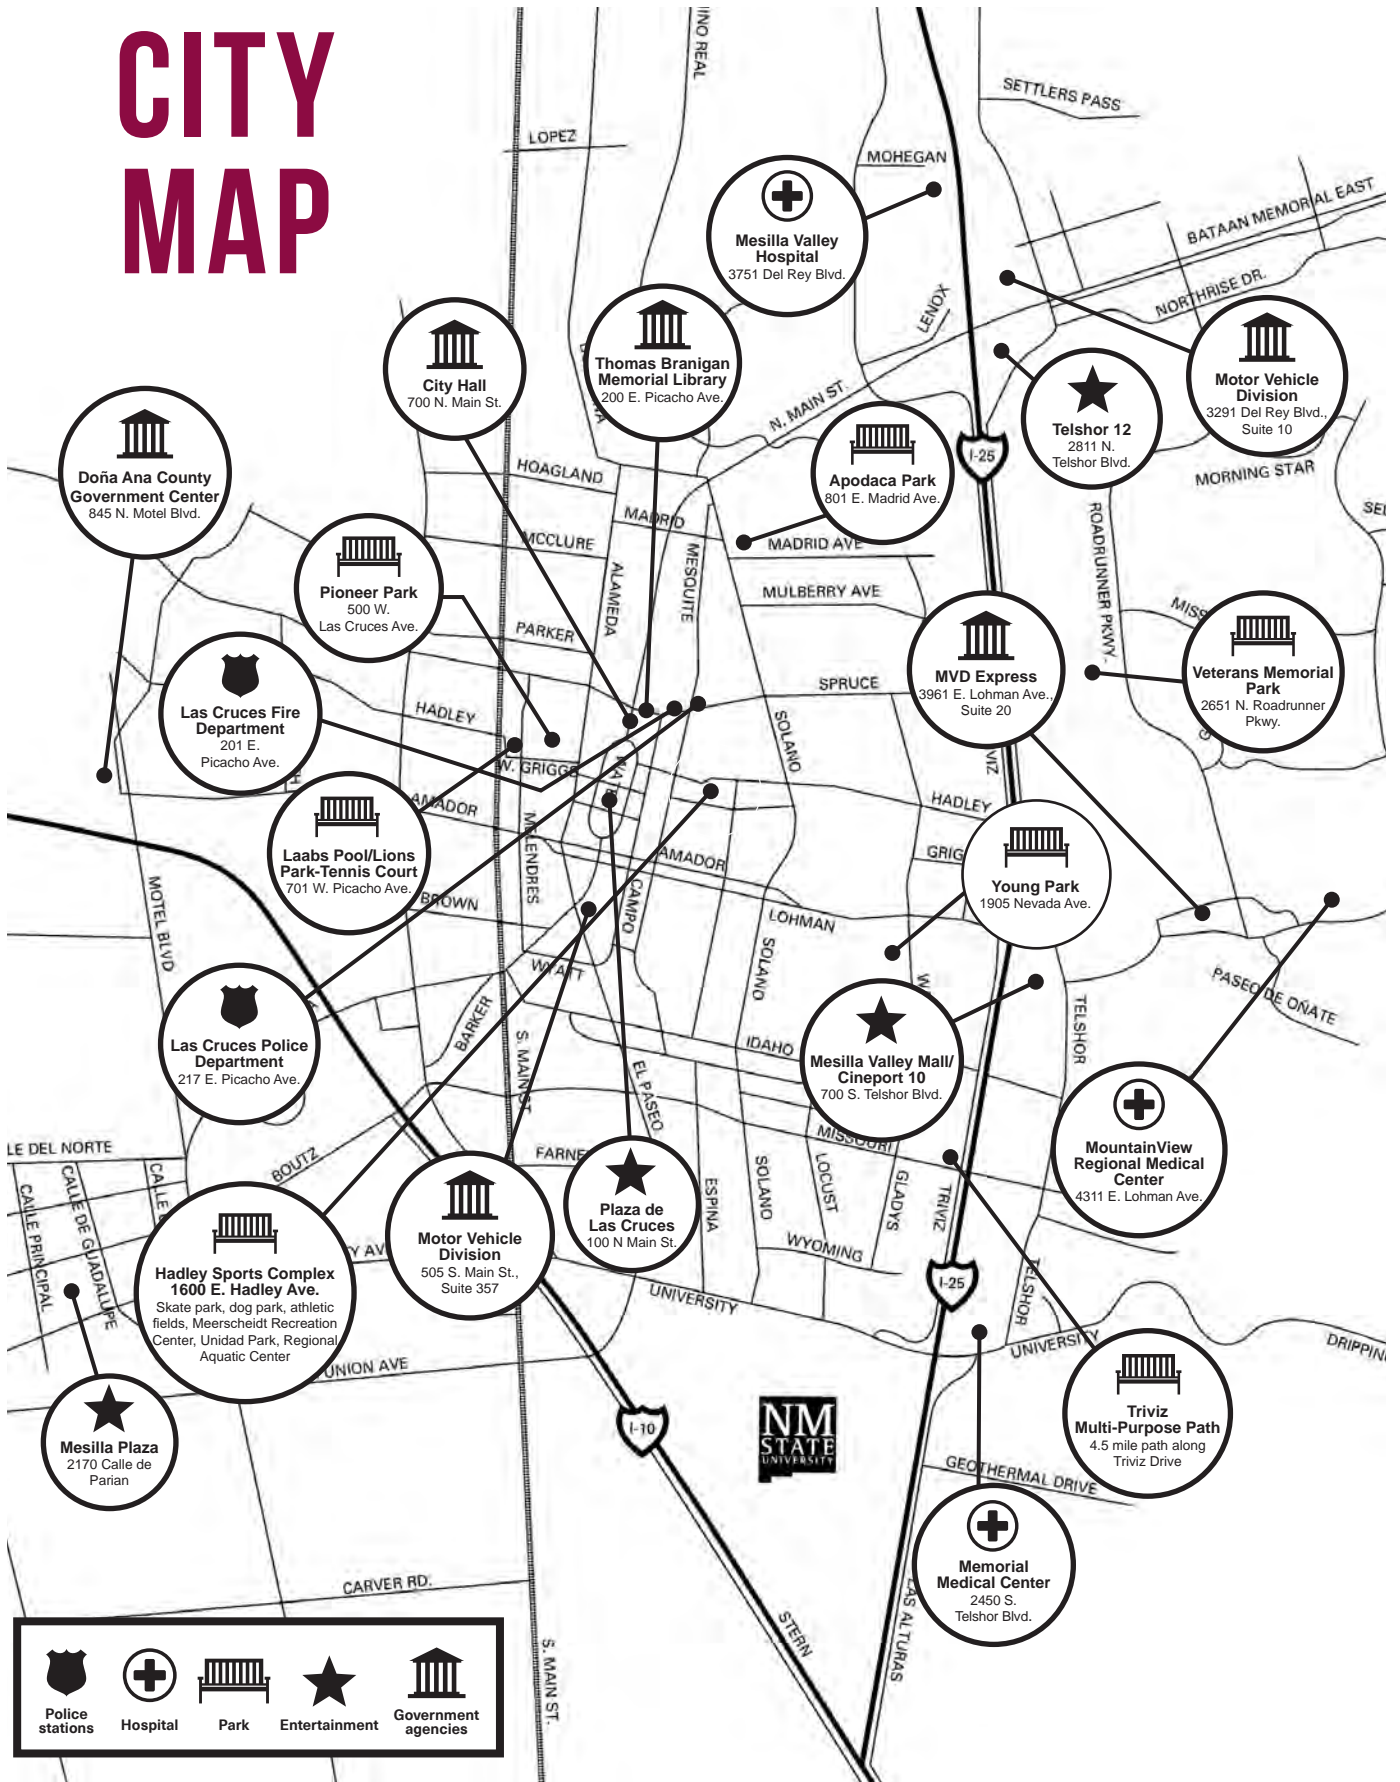 CITY
MAP
INO REAL
SETTLERS PASS
LOPEZ
MOHEGAN
BATAAN MEMORIAL EAST
Mesilla Valley
Hospital
3751 Del Rey Blvd.
NORTHRISE DR.
LENOX
City Hall
700 N. Main St.
Thomas Branigan
Memorial Library
200 E. Picacho Ave.
N. MAIN ST.
Motor Vehicle
Division
3291 Del Rey Blvd.,
Suite 10
Telshor 12
2811 N.
Telshor Blvd.
I-25
Doña Ana County
Government Center
845 N. Motel Blvd.
Apodaca Park
801 E. Madrid Ave.
MORNING STAR
HOAGLAND
MADRID
MCCLURE
MADRID AVE
MESQUITE
ALAMEDA
MULBERRY AVE
ROADRUNNER PKWY.
SEL
MISS
Pioneer Park
500 W.
Las Cruces Ave.
PARKER
SPRUCE
SOLANO
MVD Express
3961 E. Lohman Ave.,
Suite 20
Veterans Memorial
Park
2651 N. Roadrunner
Pkwy.
Las Cruces Fire
Department
201 E.
Picacho Ave.
HADLEY
W. GRIGGS
VIZ
AMADOR
HADLEY
GRIG
Laabs Pool/Lions
Park-Tennis Court
701 W. Picacho Ave.
MELENDRES
AMADOR
Young Park
1905 Nevada Ave.
BROWN
CAMPO
LOHMAN
MOTEL BLVD
WYATT
SOLANO
W
PASEO DE OÑATE
TELSHOR
Las Cruces Police
Department
217 E. Picacho Ave.
BARKER
S. MAIN ST
IDAHO
EL PASEO
Mesilla Valley Mall/
Cineport 10
700 S. Telshor Blvd.
MountainView
Regional Medical
Center
4311 E. Lohman Ave.
LE DEL NORTE
BOUTZ
FARNE
MISSOURI
CALLE PRINCIPAL
CALLE DE GUADALUPE
CALLE
ESPINA
SOLANO
LOCUST
GLADYS
TRIVIZ
WYOMING
Plaza de
Las Cruces
100 N Main St.
Motor Vehicle
Division
505 S. Main St.,
Suite 357
Y AV
Hadley Sports Complex
1600 E. Hadley Ave.
Skate park, dog park, athletic
fields, Meerscheidt Recreation
Center, Unidad Park, Regional
Aquatic Center
I-25
TELSHOR
UNIVERSITY
UNIVERSITY
DRIPPING
UNION AVE
Mesilla Plaza
2170 Calle de
Parian
I-10
NM
STATE
UNIVERSITY
Triviz
Multi-Purpose Path
4.5 mile path along
Triviz Drive
GEOTHERMAL DRIVE
Memorial
Medical Center
2450 S.
Telshor Blvd.
CARVER RD.
STERN
LAS ALTURAS
S. MAIN ST.
Police
stations
Hospital
Park
Entertainment
Government
agencies